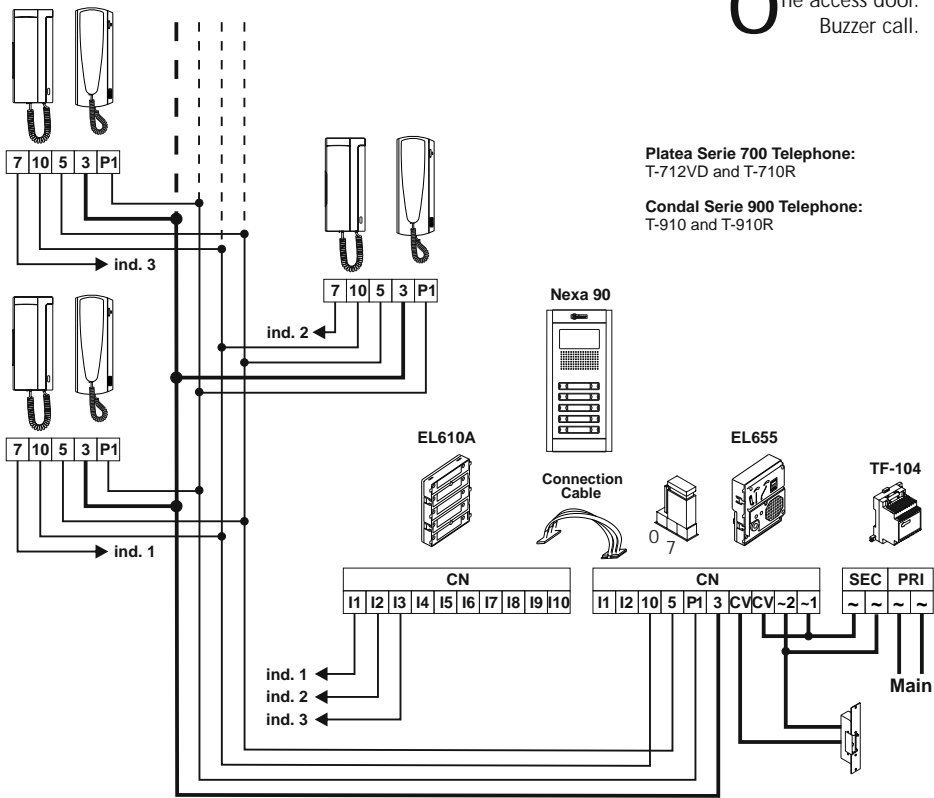 One access door.
Buzzer call.
7 10 5 3 P1
ind. 3
Platea Serie 700 Telephone:
T-712VD and T-710R
Condal Serie 900 Telephone:
T-910 and T-910R
7 10 5 3 P1
ind. 2
Nexa 90
7 10 5 3 P1
ind. 1
EL610A
Connection
Cable
0
7
EL655
TF-104
CN
I1 I2 I3 I4 I5 I6 I7 I8 I9 I10
CN
I1 I2 10 5 P1 3 CV CV ~2 ~1
SEC PRI
~ ~ ~ ~
ind. 1
ind. 2
ind. 3
Main